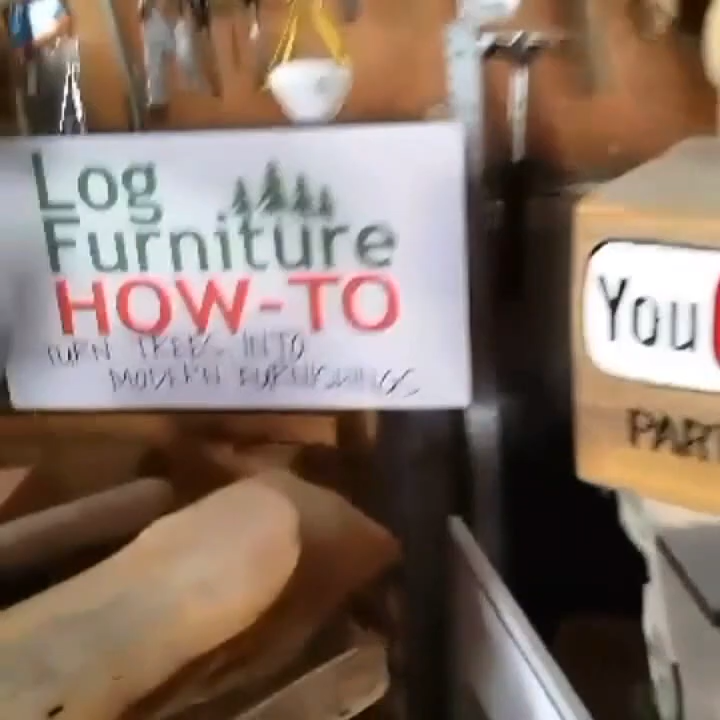 Log
Furniture
HOW-TO
TURN TREES INTO
MODERN FURNISHINGS
You
PART